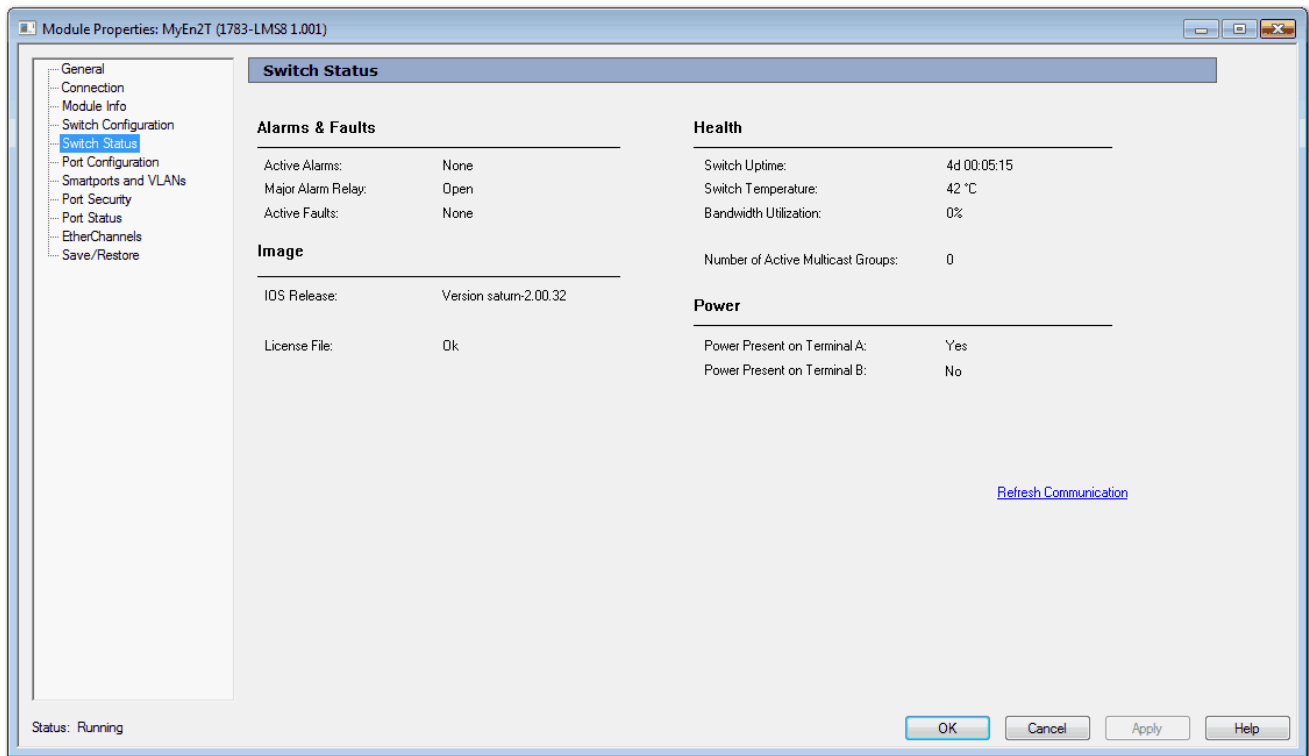 Module Properties: MyEn2T (1783-LMS8 1.001)
General
Connection
Module Info
Switch Configuration
Switch Status
Port Configuration
Smartports and VLANs
Port Security
Port Status
EtherChannels
Save/Restore
Switch Status
Alarms & Faults
Active Alarms: None
Major Alarm Relay: Open
Active Faults: None
Image
IOS Release: Version saturn-2.00.32
License File: Ok
Health
Switch Uptime: 4d 00:05:15
Switch Temperature: 42 °C
Bandwidth Utilization: 0%
Number of Active Multicast Groups: 0
Power
Power Present on Terminal A: Yes
Power Present on Terminal B: No
Refresh Communication
Status: Running
OK Cancel Apply Help